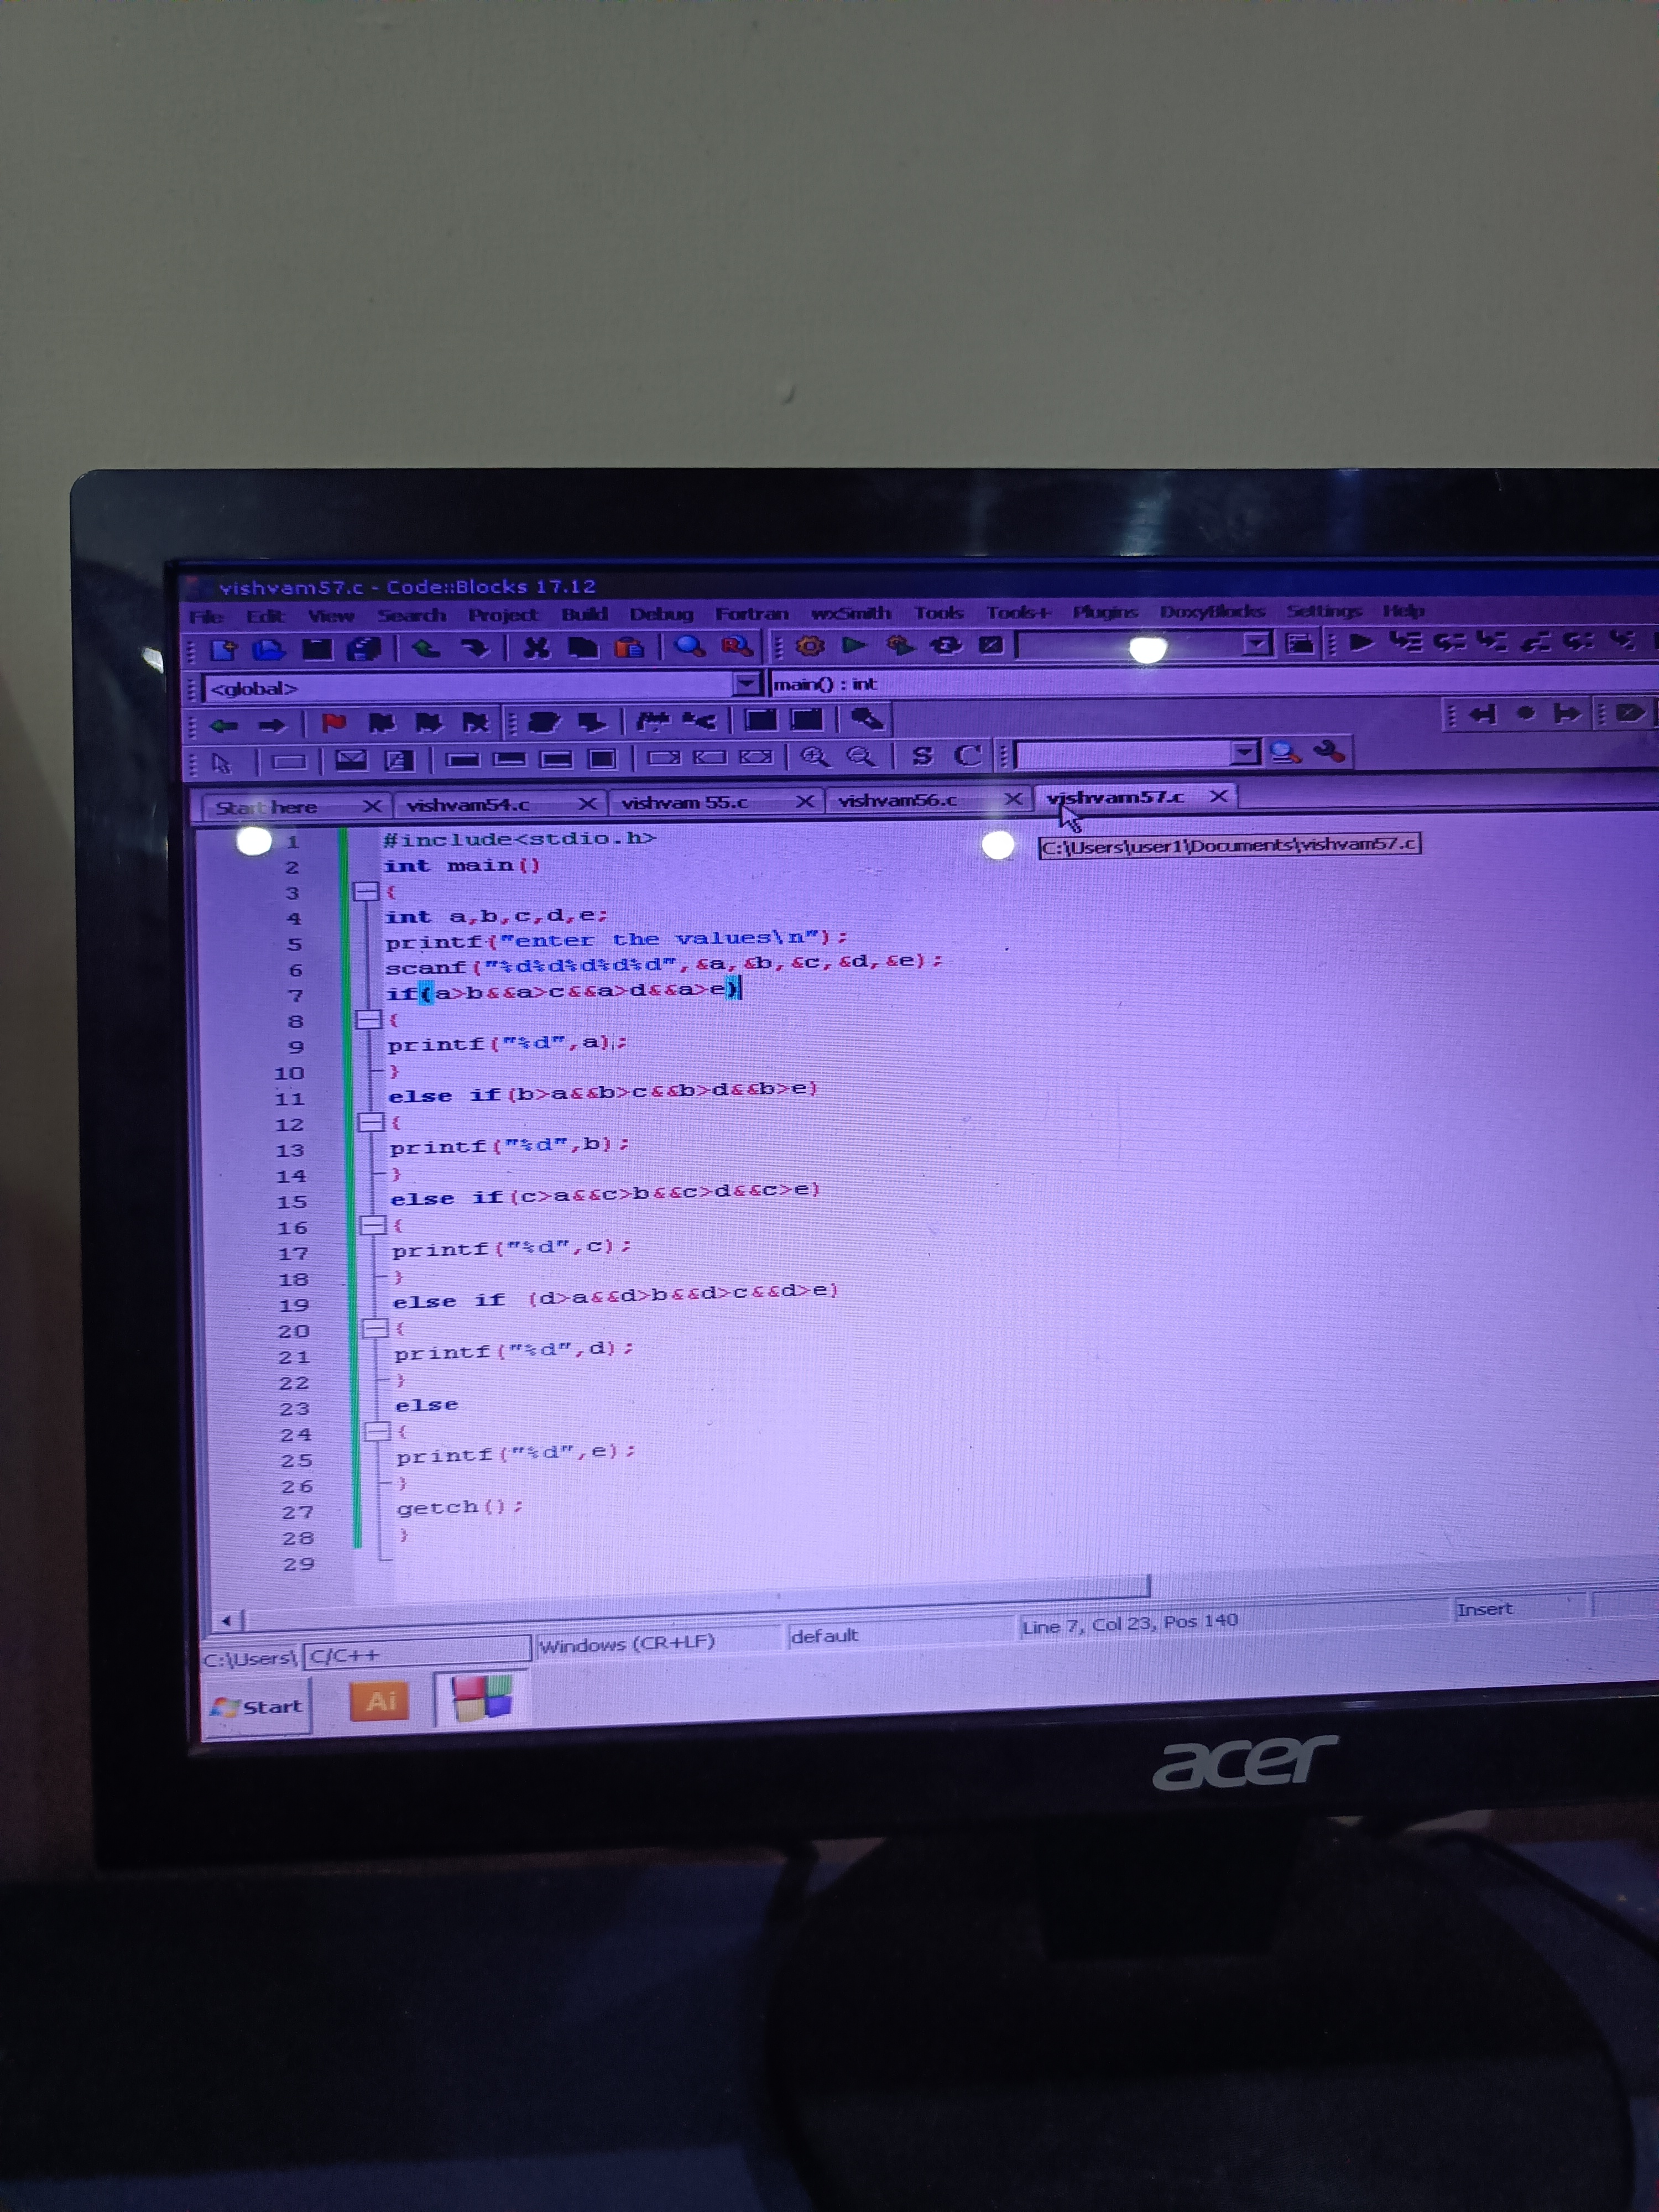 vishvam57.c - Code::Blocks 17.12
File Edit View Search Project Build Debug Fortran wxSmith Tools Tools+ Plugins DoxyBlocks Settings Help
<global> main() : int
S C
Start here vishvam54.c vishvam 55.c vishvam56.c vishvam57.c
C:\Users\user1\Documents\vishvam57.c
1 #include<stdio.h>
2 int main()
3 {
4 int a,b,c,d,e;
5 printf("enter the values\n");
6 scanf("%d%d%d%d%d",&a,&b,&c,&d,&e);
7 if(a>b&&a>c&&a>d&&a>e)
8 {
9 printf("%d",a);
10 }
11 else if(b>a&&b>c&&b>d&&b>e)
12 {
13 printf("%d",b);
14 }
15 else if(c>a&&c>b&&c>d&&c>e)
16 {
17 printf("%d",c);
18 }
19 else if (d>a&&d>b&&d>c&&d>e)
20 {
21 printf("%d",d);
22 }
23 else
24 {
25 printf("%d",e);
26 }
27 getch();
28 }
29
C:\Users\ C/C++ Windows (CR+LF) default Line 7, Col 23, Pos 140 Insert
Start Ai
acer